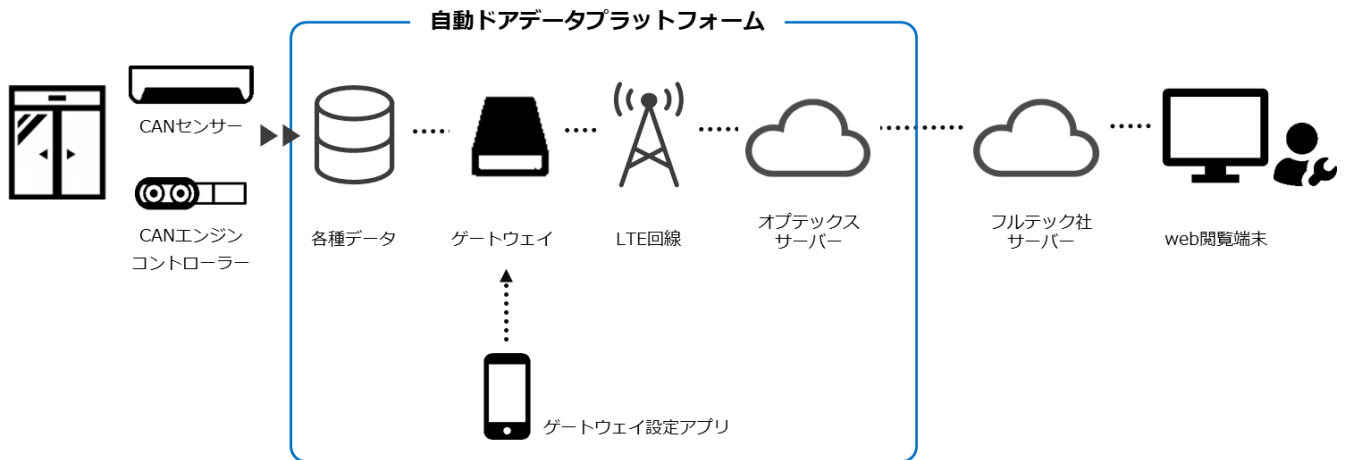 自動ドアデータプラットフォーム
CANセンサー
CANエンジン
コントローラー
各種データ
ゲートウェイ
LTE回線
オプテックス
サーバー
フルテック社
サーバー
web閲覧端末
ゲートウェイ設定アプリ